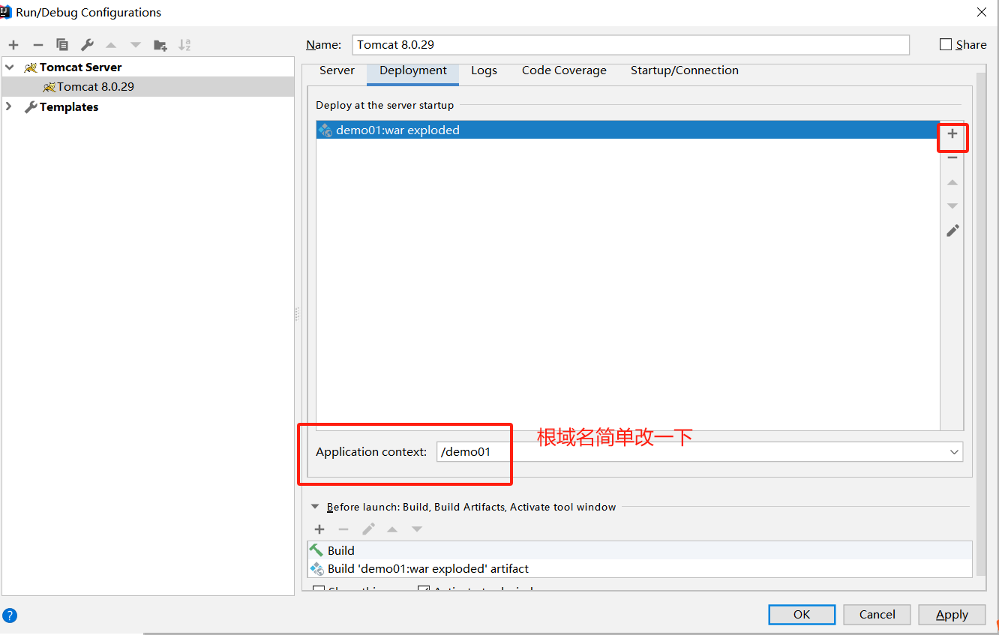 Run/Debug Configurations
Name: Tomcat 8.0.29 Share
Tomcat Server
Tomcat 8.0.29
Templates
Server Deployment Logs Code Coverage Startup/Connection
Deploy at the server startup
demo01:war exploded
根域名简单改一下
Application context: /demo01
Before launch: Build, Build Artifacts, Activate tool window
Build
Build 'demo01:war exploded' artifact
OK Cancel Apply